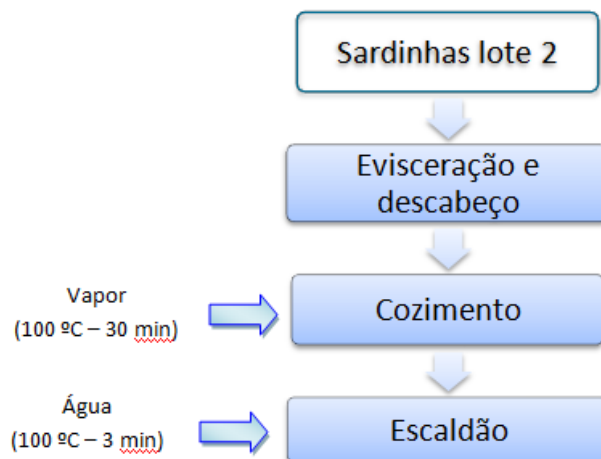 Sardinhas lote 2
Evisceração e
descabeço
Vapor
(100 ºC – 30 min)
Cozimento
Água
(100 ºC – 3 min)
Escaldão